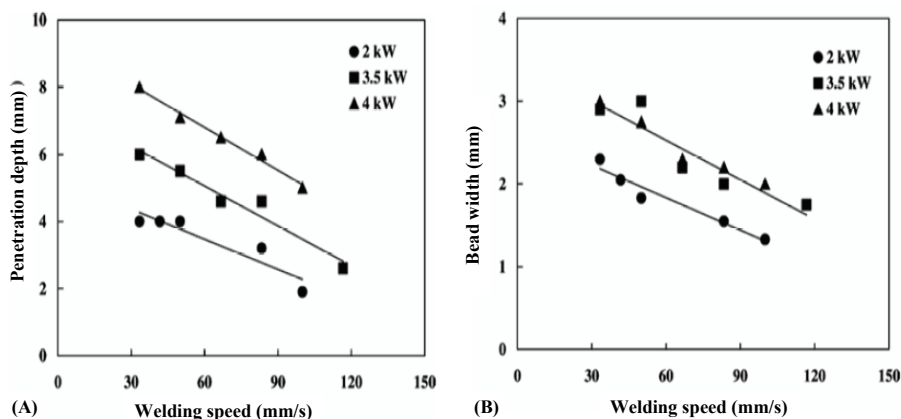 10
8
6
4
2
0
Penetration depth (mm))
2 kW
3.5 kW
4 kW
0 30 60 90 120 150
(A) Welding speed (mm/s)
4
3
2
1
0
Bead width (mm)
2 kW
3.5 kW
4 kW
0 30 60 90 120 150
(B) Welding speed (mm/s)